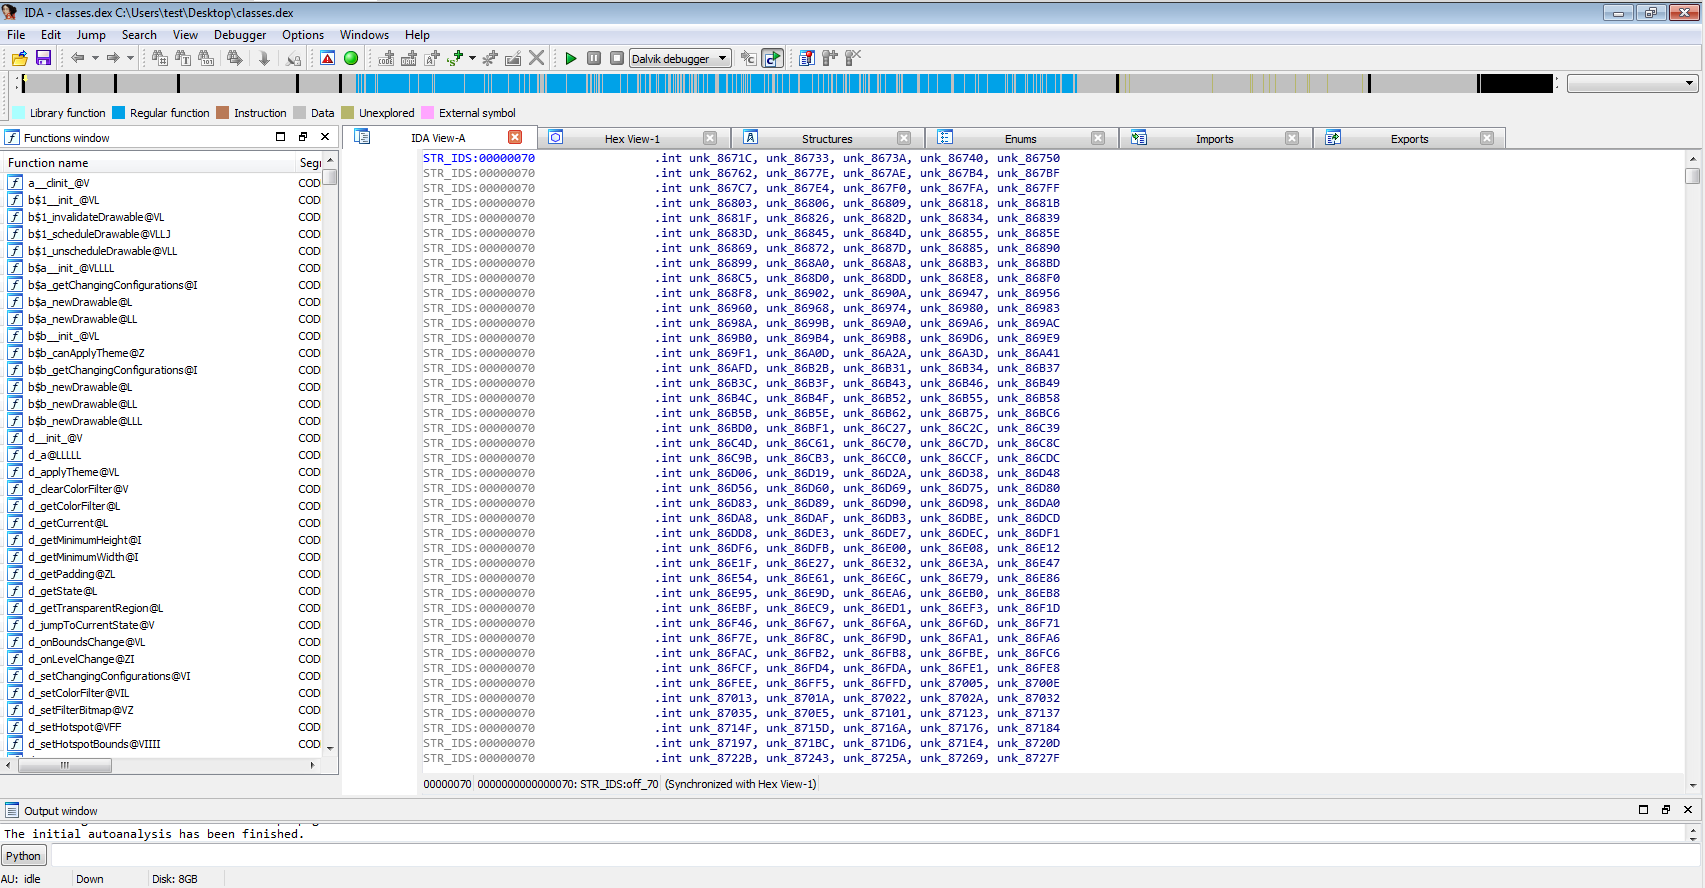 IDA - classes.dex C:\Users\test\Desktop\classes.dex
File Edit Jump Search View Debugger Options Windows Help
Dalvik debugger
Library function Regular function Instruction Data Unexplored External symbol
Functions window
Function name Segı
a__clinit_@V COD
b$1__init_@VL COD
b$1_invalidateDrawable@VL COD
b$1_scheduleDrawable@VLLJ COD
b$1_unscheduleDrawable@VLL COD
b$a__init_@VLLLL COD
b$a_getChangingConfigurations@I COD
b$a_newDrawable@L COD
b$a_newDrawable@LL COD
b$b__init_@VL COD
b$b_canApplyTheme@Z COD
b$b_getChangingConfigurations@I COD
b$b_newDrawable@L COD
b$b_newDrawable@LL COD
b$b_newDrawable@LLL COD
d__init_@V COD
d_a@LLLLL COD
d_applyTheme@VL COD
d_clearColorFilter@V COD
d_getColorFilter@L COD
d_getCurrent@L COD
d_getMinimumHeight@I COD
d_getMinimumWidth@I COD
d_getPadding@ZL COD
d_getState@L COD
d_getTransparentRegion@L COD
d_jumpToCurrentState@V COD
d_onBoundsChange@VL COD
d_onLevelChange@ZI COD
d_setChangingConfigurations@VI COD
d_setColorFilter@VIL COD
d_setFilterBitmap@VZ COD
d_setHotspot@VFF COD
d_setHotspotBounds@VIIII COD
IDA View-A Hex View-1 Structures Enums Imports Exports
STR_IDS:00000070 .int unk_8671C, unk_86733, unk_8673A, unk_86740, unk_86750
STR_IDS:00000070 .int unk_86762, unk_8677E, unk_867AE, unk_867B4, unk_867BF
STR_IDS:00000070 .int unk_867C7, unk_867E4, unk_867F0, unk_867FA, unk_867FF
STR_IDS:00000070 .int unk_86803, unk_86806, unk_86809, unk_86818, unk_8681B
STR_IDS:00000070 .int unk_8681F, unk_86826, unk_8682D, unk_86834, unk_86839
STR_IDS:00000070 .int unk_8683D, unk_86845, unk_8684D, unk_86855, unk_8685E
STR_IDS:00000070 .int unk_86869, unk_86872, unk_8687D, unk_86885, unk_86890
STR_IDS:00000070 .int unk_86899, unk_868A0, unk_868A8, unk_868B3, unk_868BD
STR_IDS:00000070 .int unk_868C5, unk_868D0, unk_868DD, unk_868E8, unk_868F0
STR_IDS:00000070 .int unk_868F8, unk_86902, unk_8690A, unk_86947, unk_86956
STR_IDS:00000070 .int unk_86960, unk_86968, unk_86974, unk_86980, unk_86983
STR_IDS:00000070 .int unk_8698A, unk_8699B, unk_869A0, unk_869A6, unk_869AC
STR_IDS:00000070 .int unk_869B0, unk_869B4, unk_869B8, unk_869D6, unk_869E9
STR_IDS:00000070 .int unk_869F1, unk_86A0D, unk_86A2A, unk_86A3D, unk_86A41
STR_IDS:00000070 .int unk_86AFD, unk_86B2B, unk_86B31, unk_86B34, unk_86B37
STR_IDS:00000070 .int unk_86B3C, unk_86B3F, unk_86B43, unk_86B46, unk_86B49
STR_IDS:00000070 .int unk_86B4C, unk_86B4F, unk_86B52, unk_86B55, unk_86B58
STR_IDS:00000070 .int unk_86B5B, unk_86B5E, unk_86B62, unk_86B75, unk_86BC6
STR_IDS:00000070 .int unk_86BD0, unk_86BF1, unk_86C27, unk_86C2C, unk_86C39
STR_IDS:00000070 .int unk_86C4D, unk_86C61, unk_86C70, unk_86C7D, unk_86C8C
STR_IDS:00000070 .int unk_86C9B, unk_86CB3, unk_86CC0, unk_86CCF, unk_86CDC
STR_IDS:00000070 .int unk_86D06, unk_86D19, unk_86D2A, unk_86D38, unk_86D48
STR_IDS:00000070 .int unk_86D56, unk_86D60, unk_86D69, unk_86D75, unk_86D80
STR_IDS:00000070 .int unk_86D83, unk_86D89, unk_86D90, unk_86D98, unk_86DA0
STR_IDS:00000070 .int unk_86DA8, unk_86DAF, unk_86DB3, unk_86DBE, unk_86DCD
STR_IDS:00000070 .int unk_86DD8, unk_86DE3, unk_86DE7, unk_86DEC, unk_86DF1
STR_IDS:00000070 .int unk_86DF6, unk_86DFB, unk_86E00, unk_86E08, unk_86E12
STR_IDS:00000070 .int unk_86E1F, unk_86E27, unk_86E32, unk_86E3A, unk_86E47
STR_IDS:00000070 .int unk_86E54, unk_86E61, unk_86E6C, unk_86E79, unk_86E86
STR_IDS:00000070 .int unk_86E95, unk_86E9D, unk_86EA6, unk_86EB0, unk_86EB8
STR_IDS:00000070 .int unk_86EBF, unk_86EC9, unk_86ED1, unk_86EF3, unk_86F1D
STR_IDS:00000070 .int unk_86F46, unk_86F67, unk_86F6A, unk_86F6D, unk_86F71
STR_IDS:00000070 .int unk_86F7E, unk_86F8C, unk_86F9D, unk_86FA1, unk_86FA6
STR_IDS:00000070 .int unk_86FAC, unk_86FB2, unk_86FB8, unk_86FBE, unk_86FC6
STR_IDS:00000070 .int unk_86FCF, unk_86FD4, unk_86FDA, unk_86FE1, unk_86FE8
STR_IDS:00000070 .int unk_86FEE, unk_86FF5, unk_86FFD, unk_87005, unk_8700E
STR_IDS:00000070 .int unk_87013, unk_8701A, unk_87022, unk_8702A, unk_87032
STR_IDS:00000070 .int unk_87035, unk_870E5, unk_87101, unk_87123, unk_87137
STR_IDS:00000070 .int unk_8714F, unk_8715D, unk_8716A, unk_87176, unk_87184
STR_IDS:00000070 .int unk_87197, unk_871BC, unk_871D6, unk_871E4, unk_8720D
STR_IDS:00000070 .int unk_8722B, unk_87243, unk_8725A, unk_87269, unk_8727F
00000070 0000000000000070: STR_IDS:off_70 (Synchronized with Hex View-1)
Output window
The initial autoanalysis has been finished.
Python
AU: idle Down Disk: 8GB